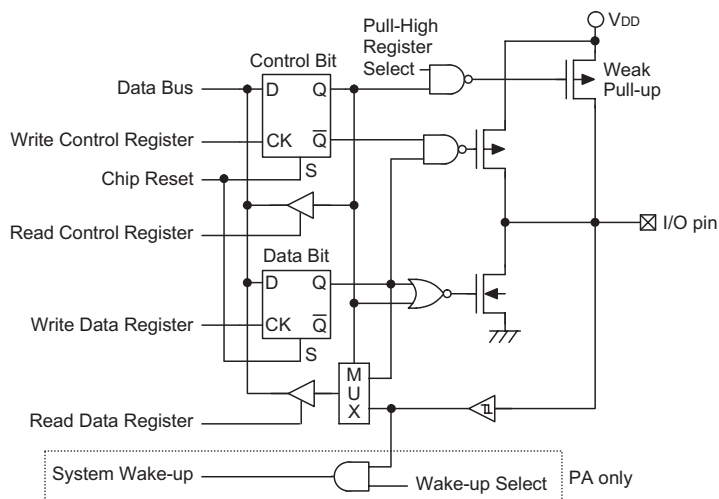 VDD
Pull-High
Register
Select
Weak
Pull-up
Control Bit
Data Bus
D Q
Write Control Register
CK Q
S
Chip Reset
I/O pin
Read Control Register
Data Bit
D Q
Write Data Register
CK Q
S
M
U
X
Read Data Register
System Wake-up
Wake-up Select
PA only